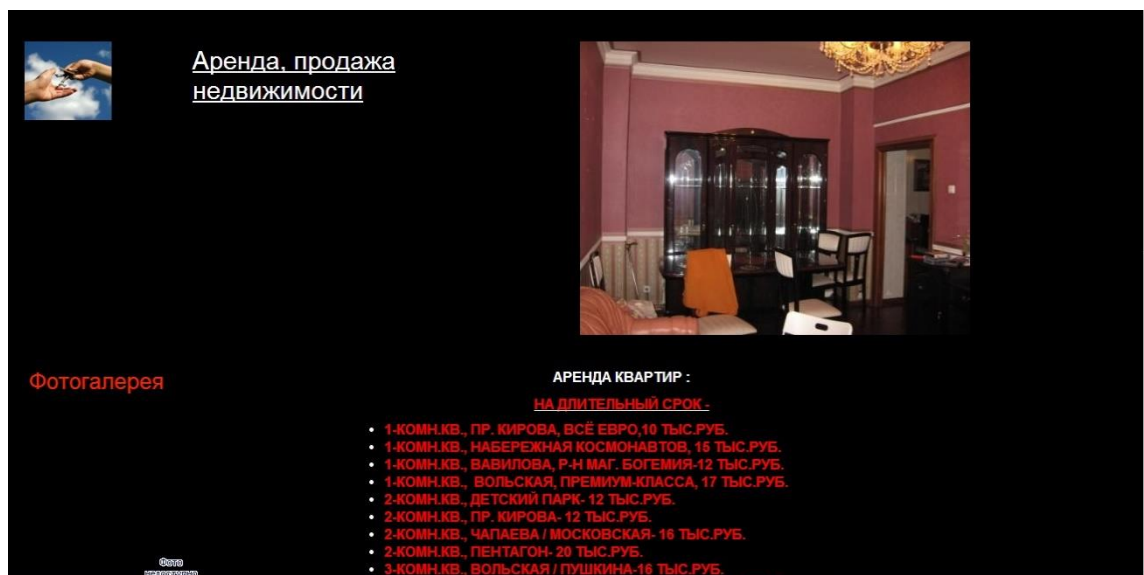 Аренда, продажа
недвижимости
Фотогалерея
АРЕНДА КВАРТИР :
НА ДЛИТЕЛЬНЫЙ СРОК -
1-КОМН.КВ., ПР. КИРОВА, ВСЁ ЕВРО,10 ТЫС.РУБ.
1-КОМН.КВ., НАБЕРЕЖНАЯ КОСМОНАВТОВ, 15 ТЫС.РУБ.
1-КОМН.КВ., ВАВИЛОВА, Р-Н МАГ. БОГЕМИЯ-12 ТЫС.РУБ.
1-КОМН.КВ., ВОЛЬСКАЯ, ПРЕМИУМ-КЛАССА, 17 ТЫС.РУБ.
2-КОМН.КВ., ДЕТСКИЙ ПАРК- 12 ТЫС.РУБ.
2-КОМН.КВ., ПР. КИРОВА- 12 ТЫС.РУБ.
2-КОМН.КВ., ЧАПАЕВА / МОСКОВСКАЯ- 16 ТЫС.РУБ.
2-КОМН.КВ., ПЕНТАГОН- 20 ТЫС.РУБ.
3-КОМН.КВ., ВОЛЬСКАЯ / ПУШКИНА-16 ТЫС.РУБ.
Фото